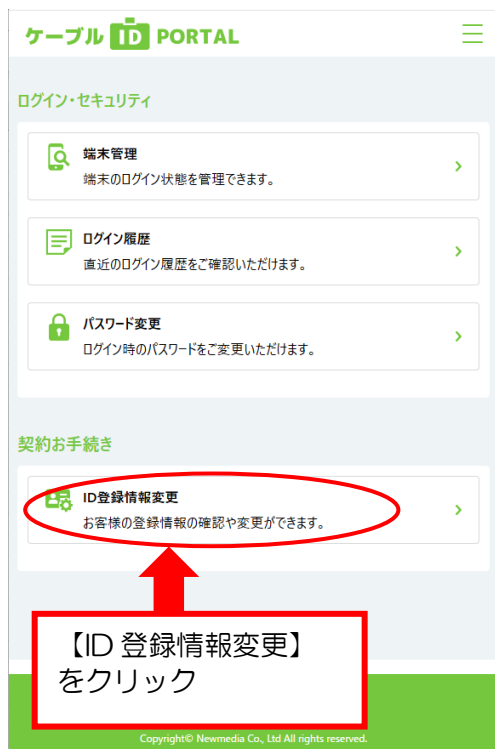 ケーブル ID PORTAL
ログイン・セキュリティ
端末管理
端末のログイン状態を管理できます。
ログイン履歴
直近のログイン履歴をご確認いただけます。
パスワード変更
ログイン時のパスワードをご変更いただけます。
契約お手続き
ID登録情報変更
お客様の登録情報の確認や変更ができます。
【ID 登録情報変更】
をクリック
Copyright© Newmedia Co., Ltd All rights reserved.